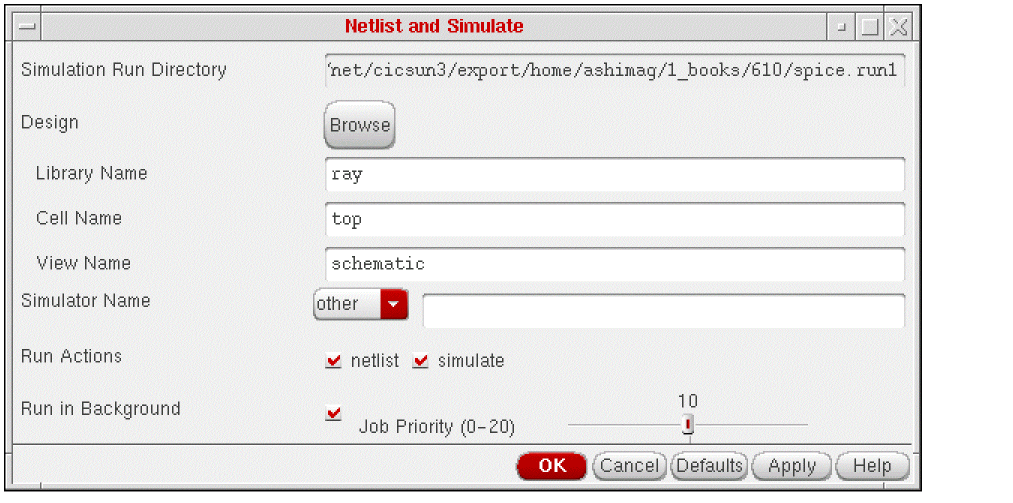 Netlist and Simulate
Simulation Run Directory
/net/cicsun3/export/home/ashimag/1_books/610/spice.run1
Design
Browse
Library Name
ray
Cell Name
top
View Name
schematic
Simulator Name
other
Run Actions
netlist simulate
Run in Background
Job Priority (0-20)
10
OK Cancel Defaults Apply Help